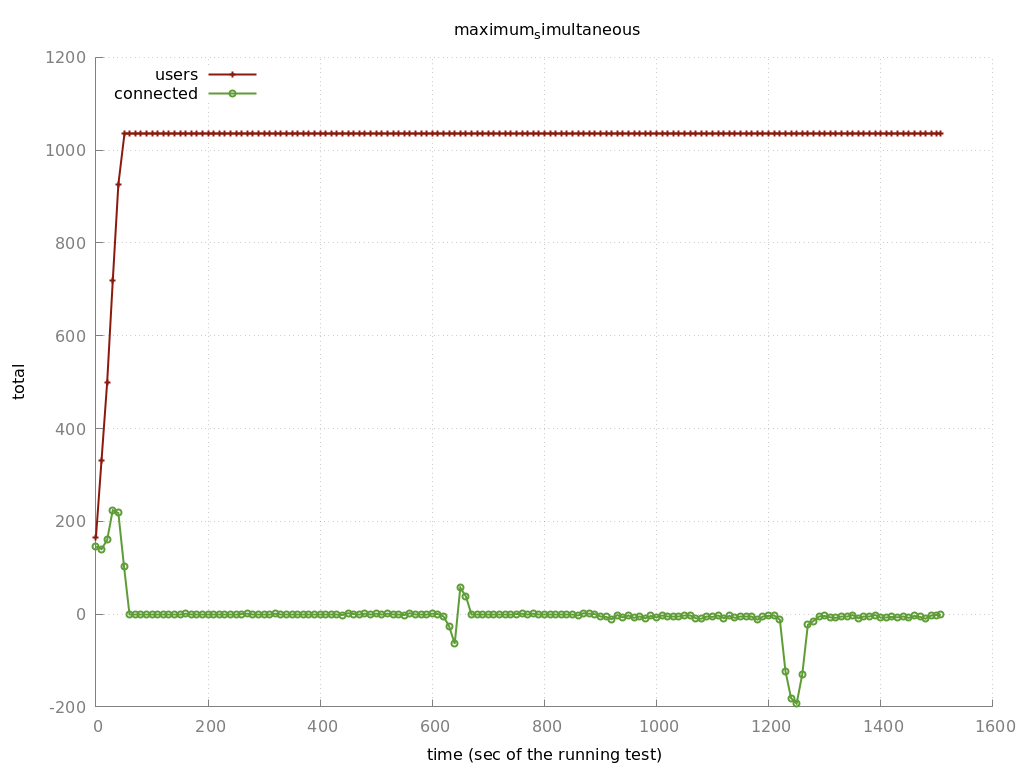 maximumsimultaneous
users
connected
1200
1000
800
600
400
200
0
-200
total
0 200 400 600 800 1000 1200 1400 1600
time (sec of the running test)